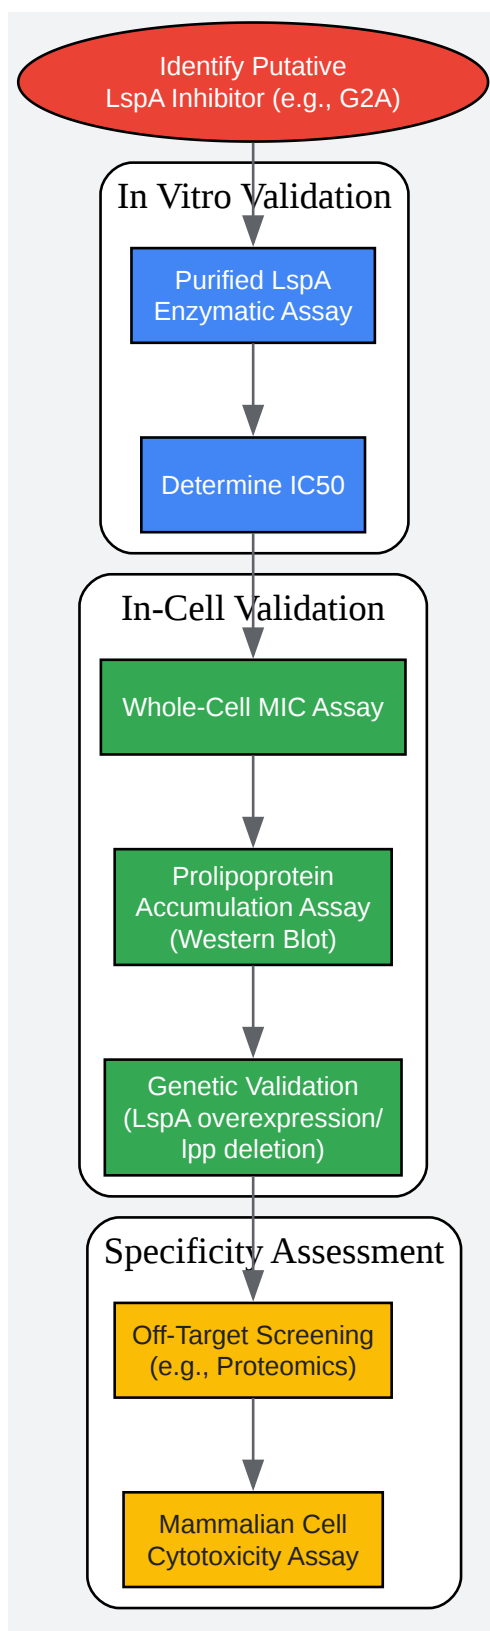 Identify Putative
LspA Inhibitor (e.g., G2A)
In Vitro Validation
Purified LspA
Enzymatic Assay
Determine IC50
In-Cell Validation
Whole-Cell MIC Assay
Prolipoprotein
Accumulation Assay
(Western Blot)
Genetic Validation
(LspA overexpression/
lpp deletion)
Specificity Assessment
Off-Target Screening
(e.g., Proteomics)
Mammalian Cell
Cytotoxicity Assay